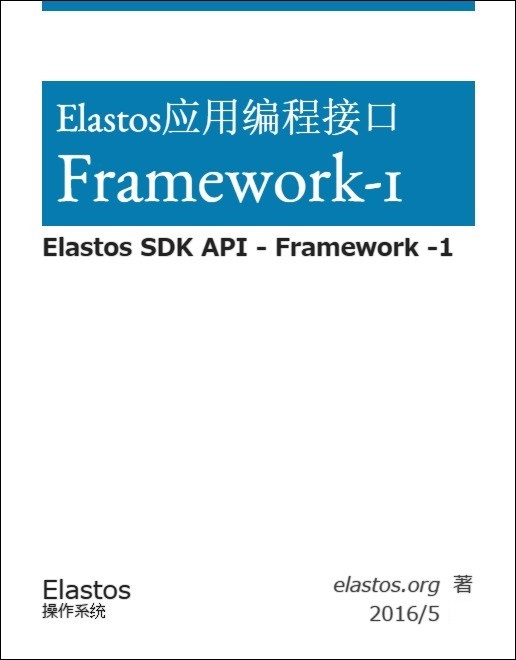 Elastos应用编程接口
Framework-1
Elastos SDK API - Framework -1
Elastos
操作系统
elastos.org 著
2016/5